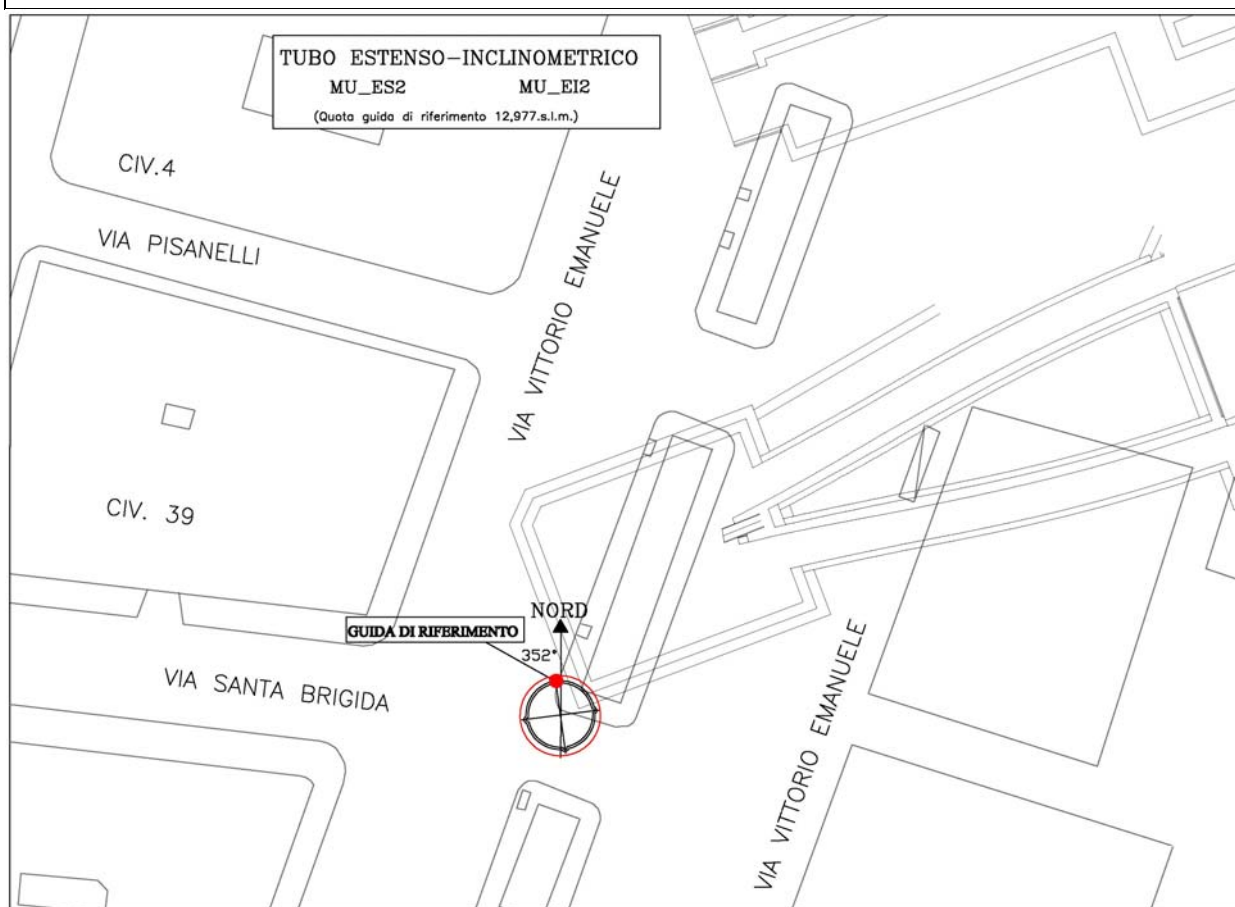 TUBO ESTENSO-INCLINOMETRICO
MU_ES2 MU_EI2
(Quota guida di riferimento 12,977.s.l.m.)
CIV.4
VIA PISANELLI
VIA VITTORIO EMANUELE
CIV. 39
NORD
GUIDA DI RIFERIMENTO
352°
VIA SANTA BRIGIDA
VIA VITTORIO EMANUELE